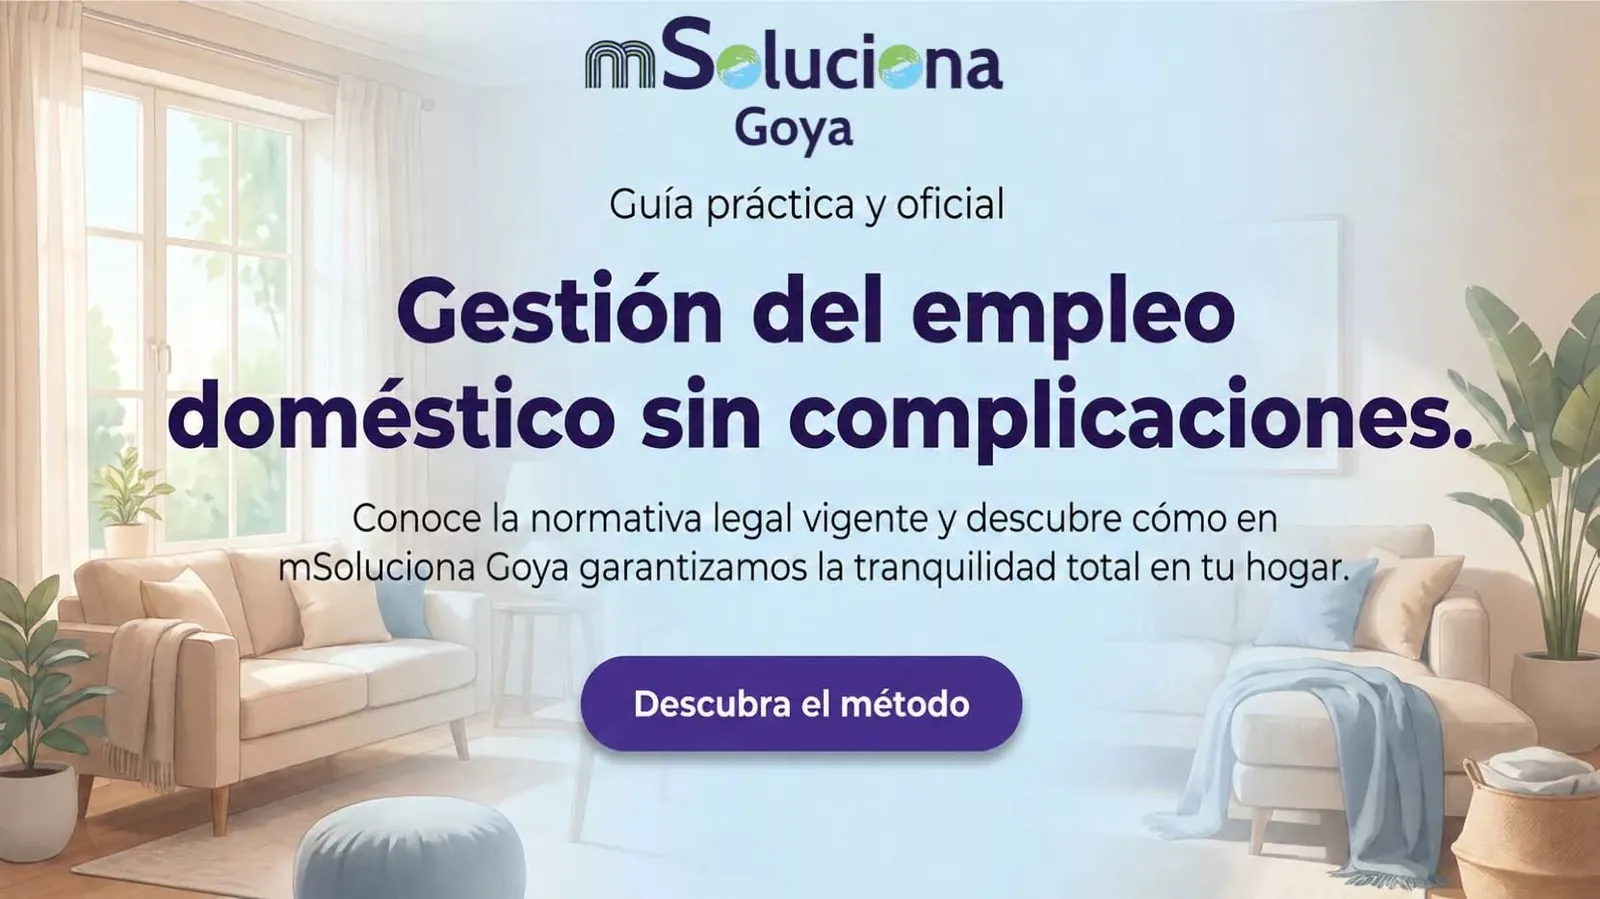 mSoluciona
Goya
Guía práctica y oficial
Gestión del empleo
doméstico sin complicaciones.
Conoce la normativa legal vigente y descubre cómo en
mSoluciona Goya garantizamos la tranquilidad total en tu hogar.
Descubra el método